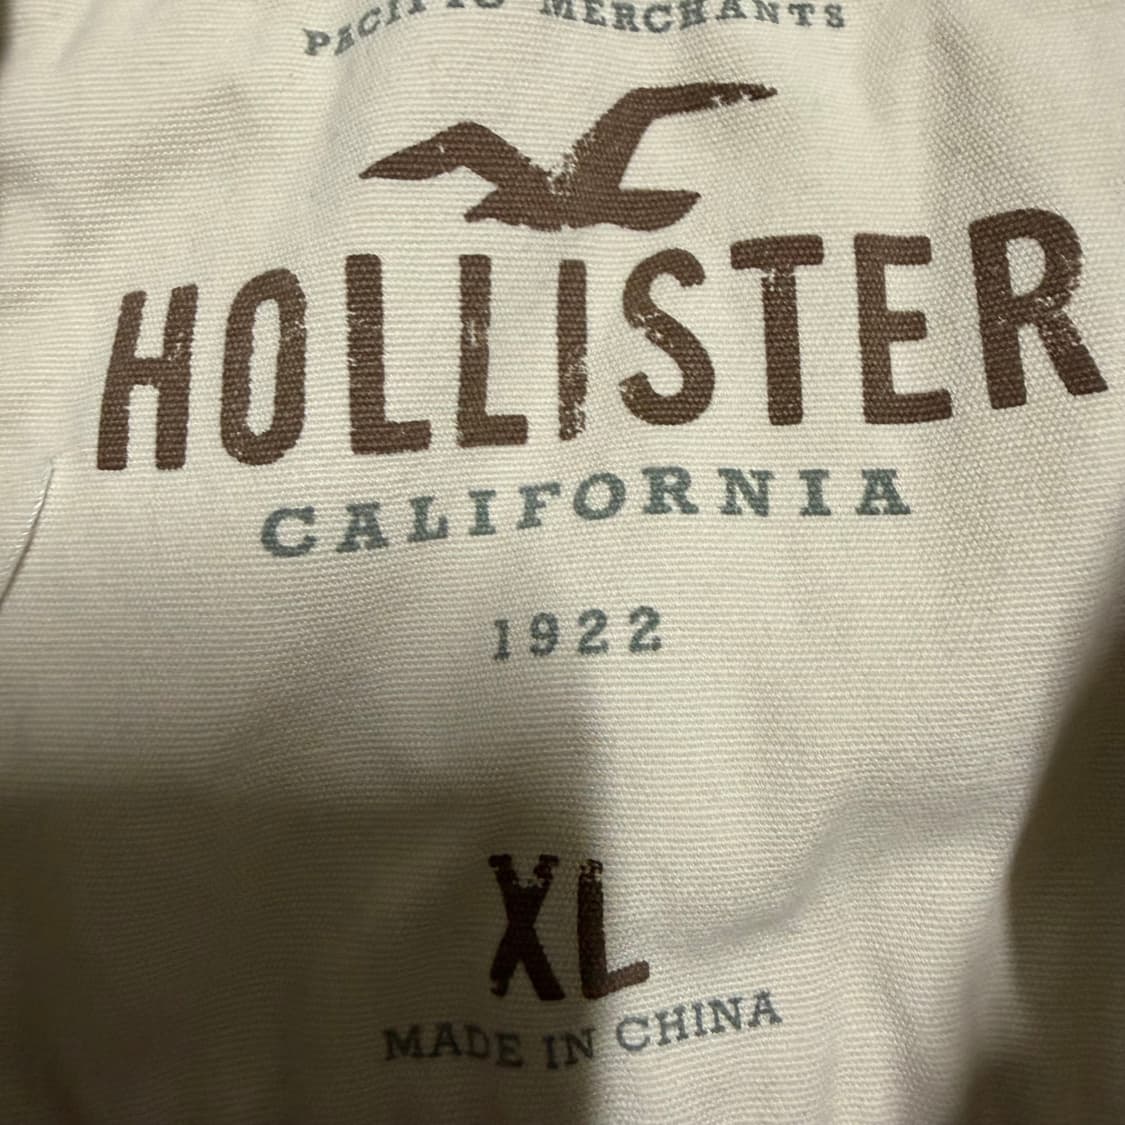 PACIFIC MERCHANTS
HOLLISTER
CALIFORNIA
1922
XL
MADE IN CHINA